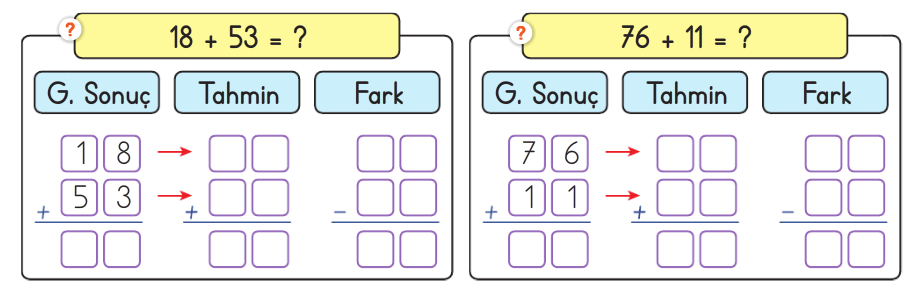 ? 18 + 53 = ?
G. Sonuç Tahmin Fark
1 8
5 3
+ + -
? 76 + 11 = ?
G. Sonuç Tahmin Fark
7 6
1 1
+ + -